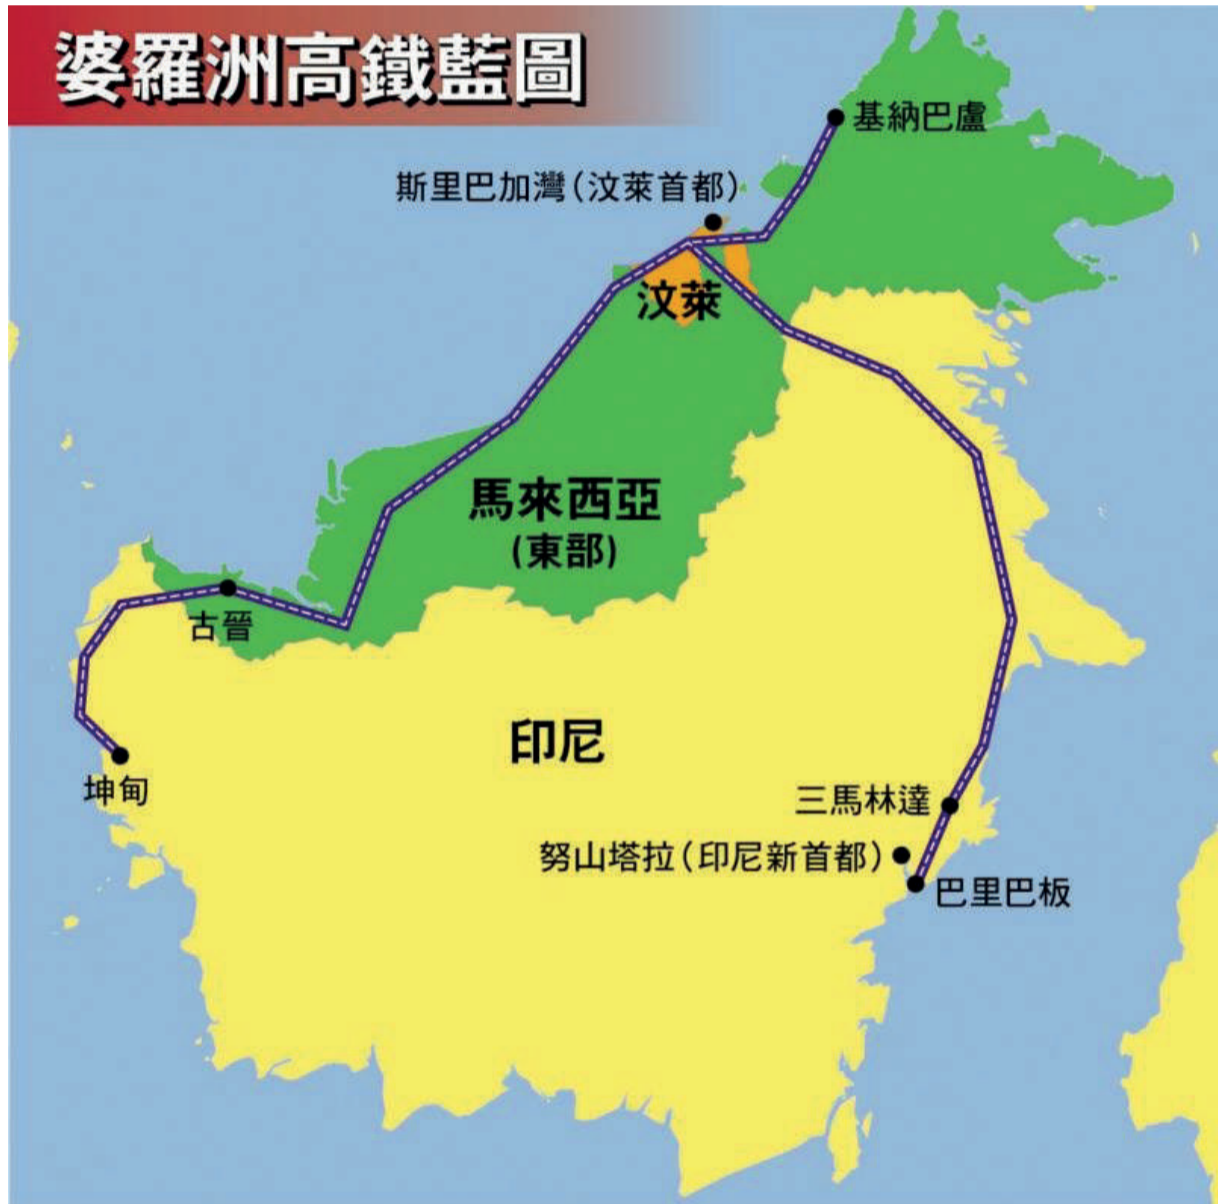 婆羅洲高鐵藍圖
基納巴盧
斯里巴加灣(汶萊首都)
汶萊
馬來西亞
(東部)
古晉
印尼
坤甸
三馬林達
努山塔拉(印尼新首都)
巴里巴板